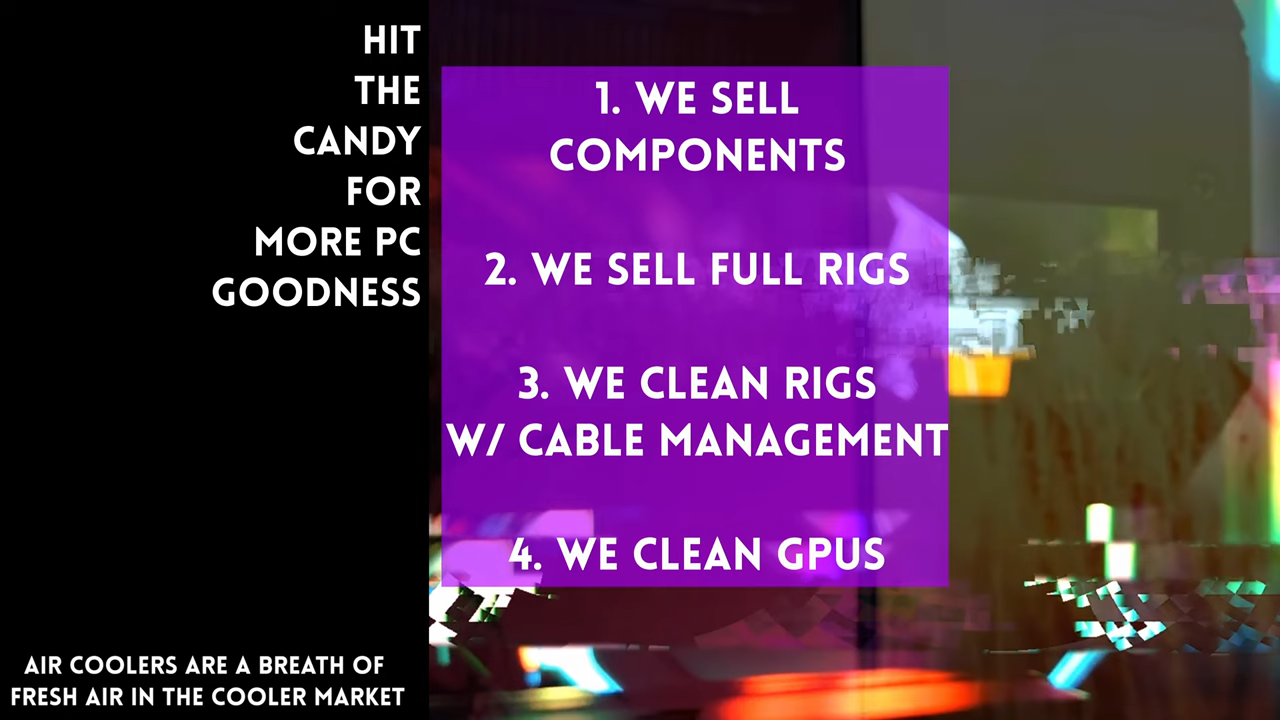 HIT
THE
CANDY
FOR
MORE PC
GOODNESS
1. WE SELL
COMPONENTS
2. WE SELL FULL RIGS
3. WE CLEAN RIGS
W/ CABLE MANAGEMENT
4. WE CLEAN GPUS
AIR COOLERS ARE A BREATH OF
FRESH AIR IN THE COOLER MARKET